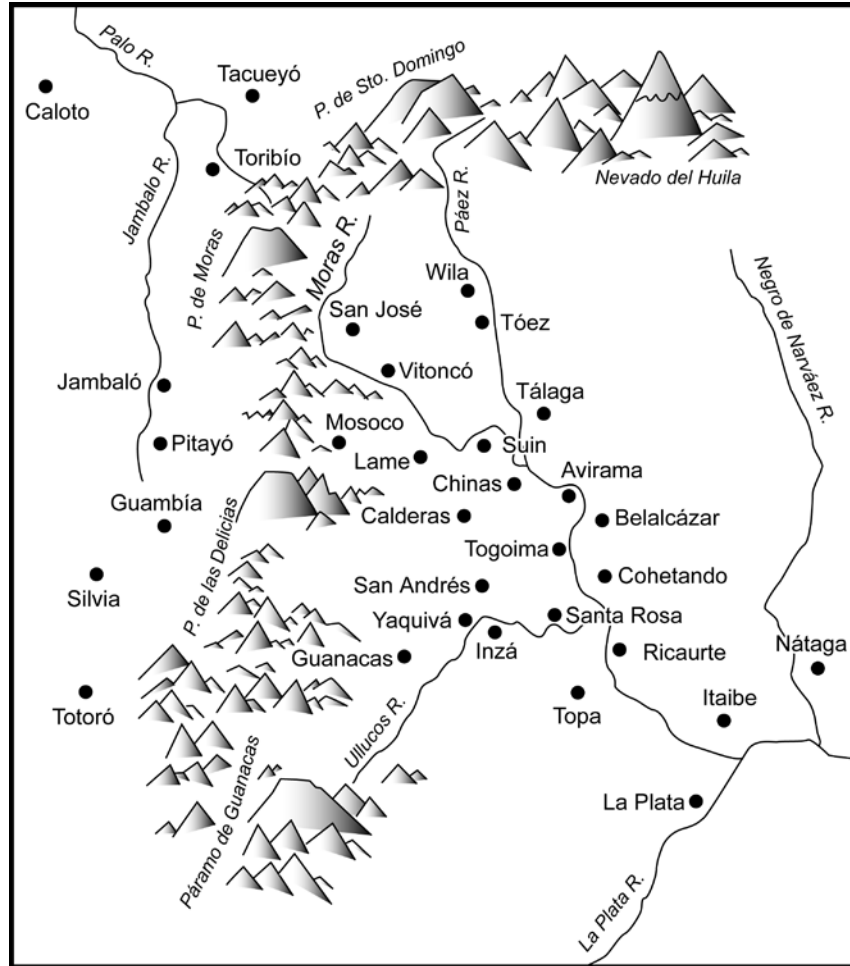 Palo R.
Tacueyó
Caloto
P. de Sto. Domingo
Nevado del Huila
Toribío
Jambalo R.
Páez R.
P. de Moras
Moras R.
Negro de Narváez R.
Wila
San José
Tóez
Vitoncó
Jambaló
Tálaga
Mosoco
Pitayó
Suin
Lame
Chinas
Avirama
Guambía
Calderas
Belalcázar
P. de las Delicias
Togoima
Silvia
San Andrés
Cohetando
Yaquivá
Santa Rosa
Inzá
Guanacas
Ricaurte
Nátaga
Totoró
Topa
Itaibe
Ullucos R.
Páramo de Guanacas
La Plata
La Plata R.